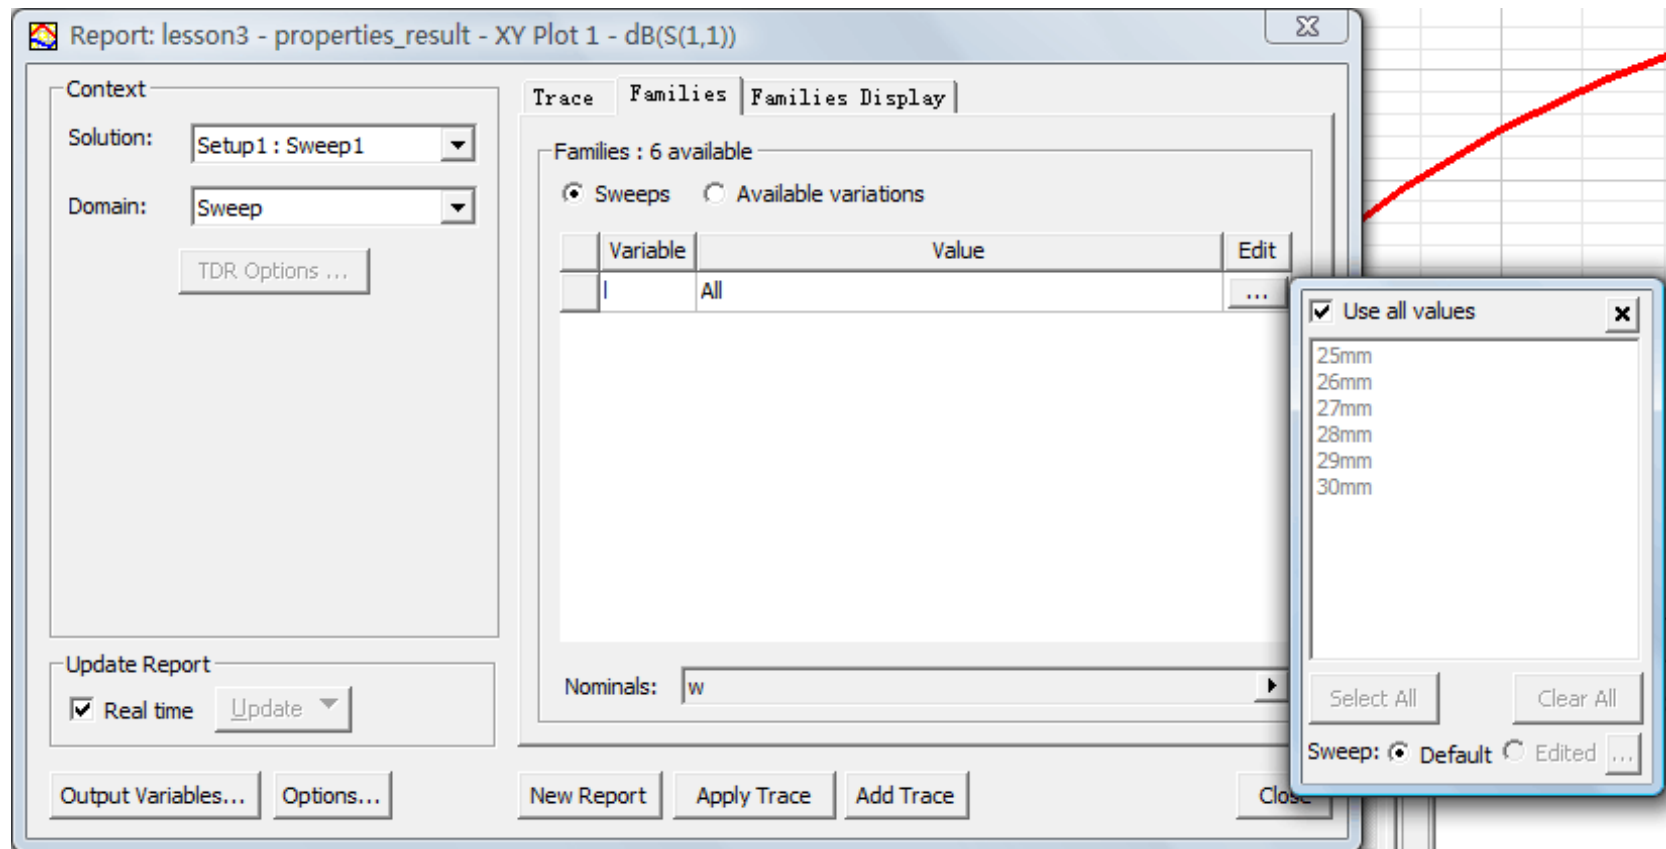 Report: lesson3 - properties_result - XY Plot 1 - dB(S(1,1))
Context
Solution: Setup1 : Sweep1
Domain: Sweep
TDR Options ...
Trace Families Families Display
Families : 6 available
Sweeps Available variations
Variable Value Edit
l All ...
Use all values
25mm
26mm
27mm
28mm
29mm
30mm
Select All Clear All
Sweep: Default Edited ...
Nominals: w
Update Report
Real time Update
Output Variables... Options... New Report Apply Trace Add Trace Close